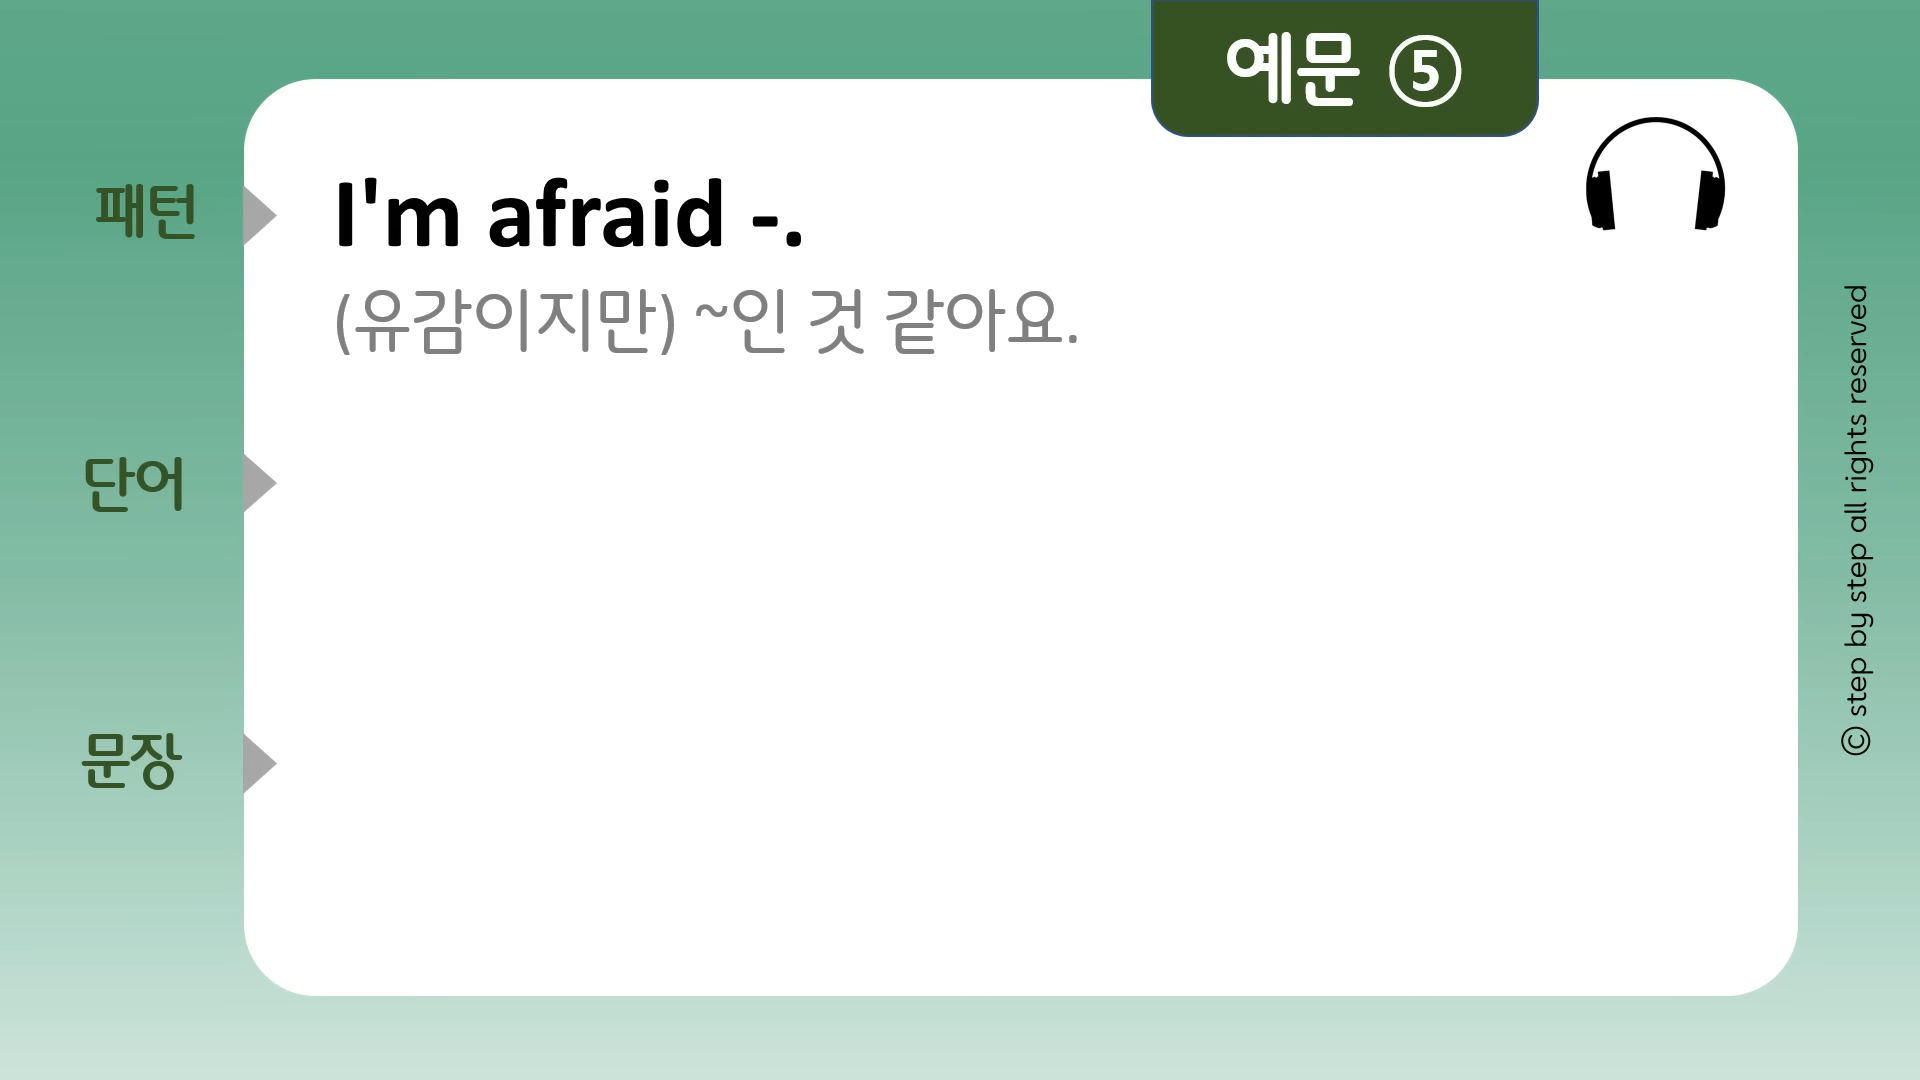 예문 ⑤
패턴
I'm afraid -.
(유감이지만) ~인 것 같아요.
단어
문장
© step by step all rights reserved